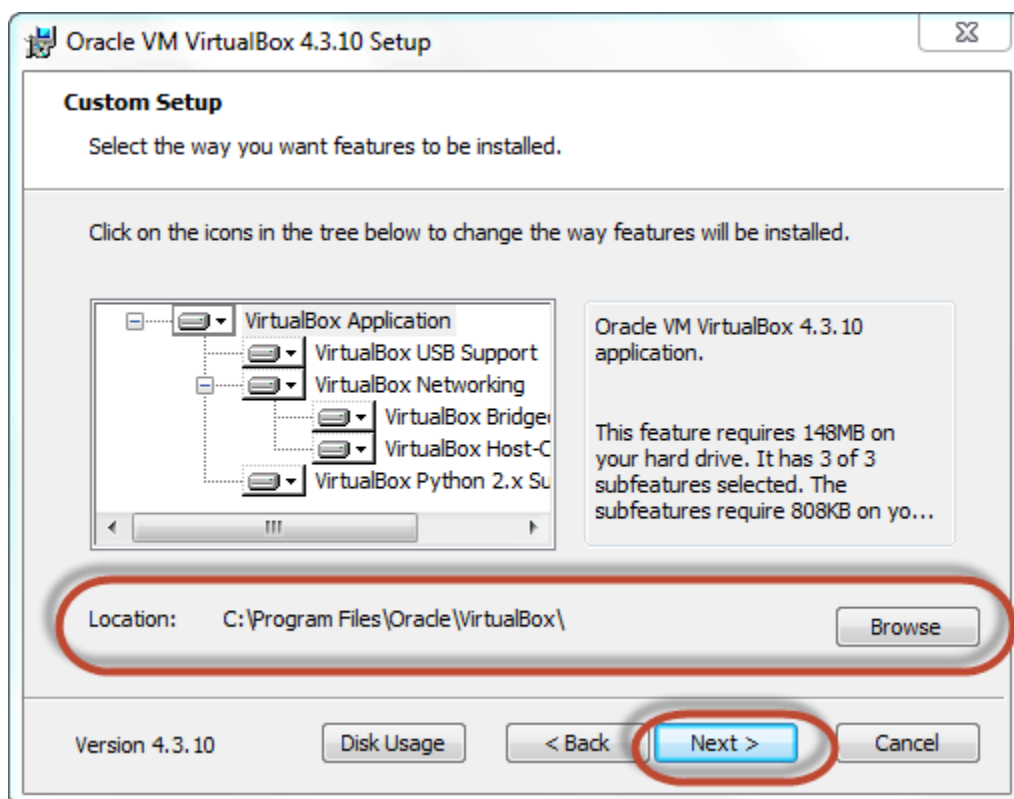 Oracle VM VirtualBox 4.3.10 Setup
Custom Setup
Select the way you want features to be installed.
Click on the icons in the tree below to change the way features will be installed.
VirtualBox Application
VirtualBox USB Support
VirtualBox Networking
VirtualBox Bridge
VirtualBox Host-C
VirtualBox Python 2.x Su
Oracle VM VirtualBox 4.3.10
application.
This feature requires 148MB on
your hard drive. It has 3 of 3
subfeatures selected. The
subfeatures require 808KB on yo...
Location: C:\Program Files\Oracle\VirtualBox\
Browse
Version 4.3.10 Disk Usage < Back Next > Cancel